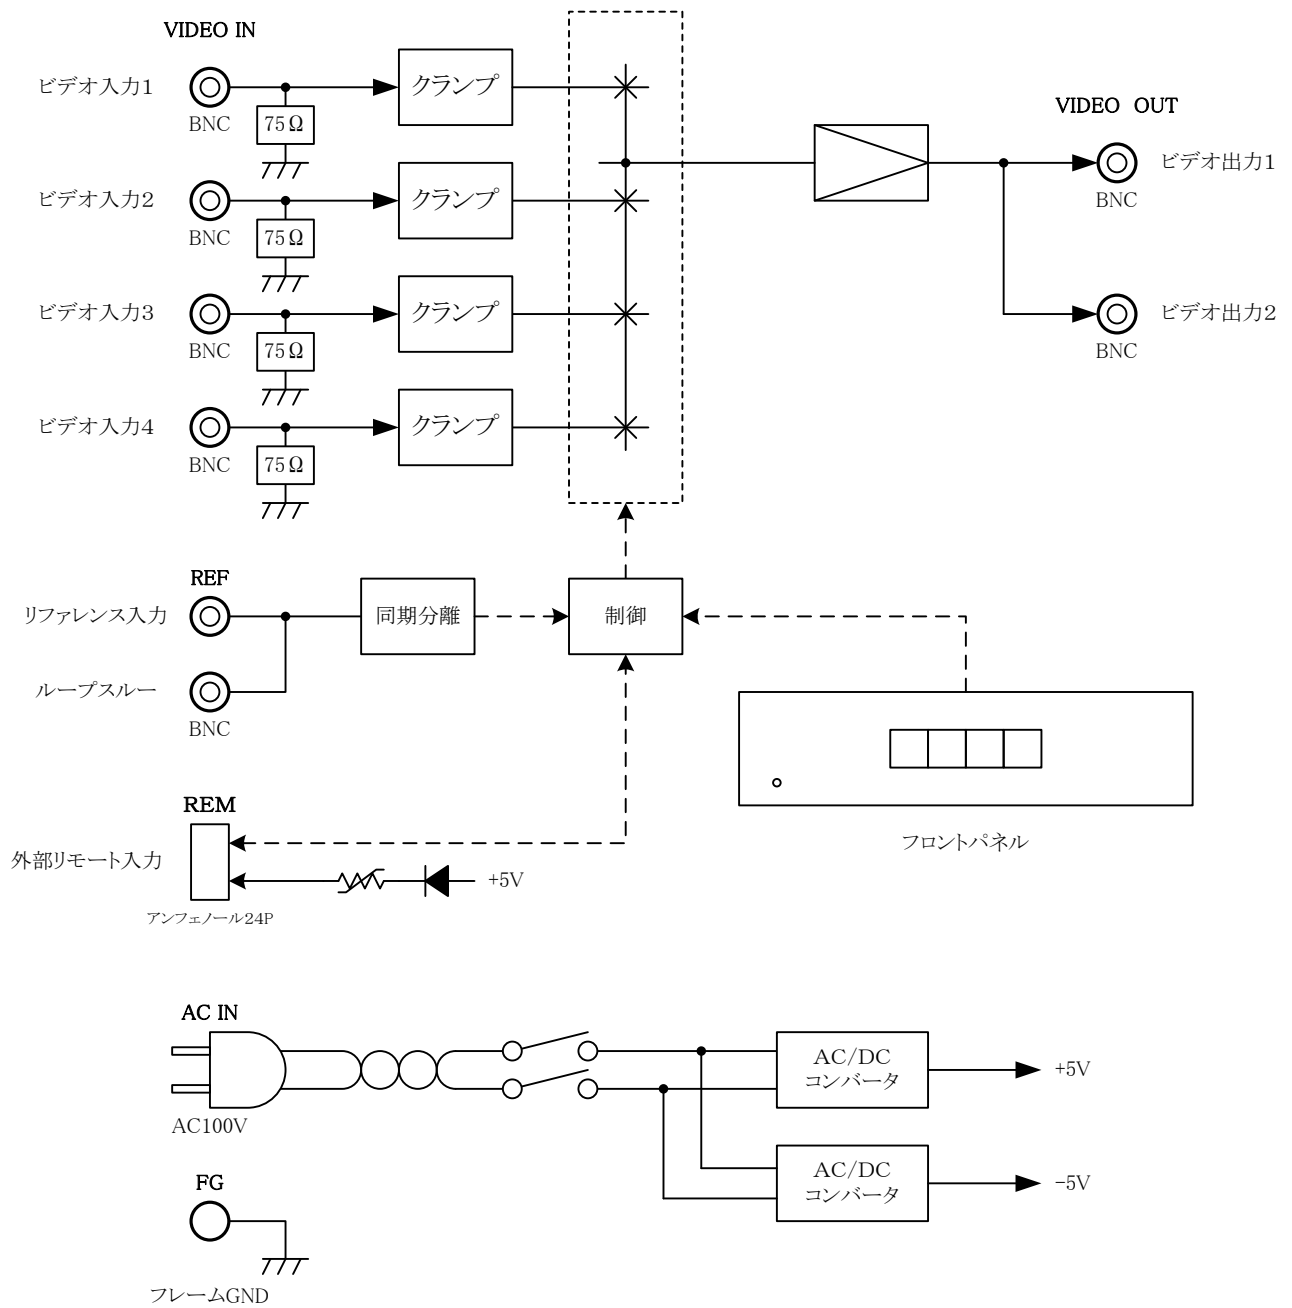 VIDEO IN
ビデオ入力1
BNC
75Ω
クランプ
ビデオ入力2
BNC
75Ω
クランプ
ビデオ入力3
BNC
75Ω
クランプ
ビデオ入力4
BNC
75Ω
クランプ
VIDEO OUT
ビデオ出力1
BNC
ビデオ出力2
BNC
REF
リファレンス入力
同期分離
制御
ループスルー
BNC
フロントパネル
REM
外部リモート入力
+5V
アンフェノール24P
AC IN
AC100V
AC/DC
コンバータ
+5V
AC/DC
コンバータ
-5V
FG
フレームGND